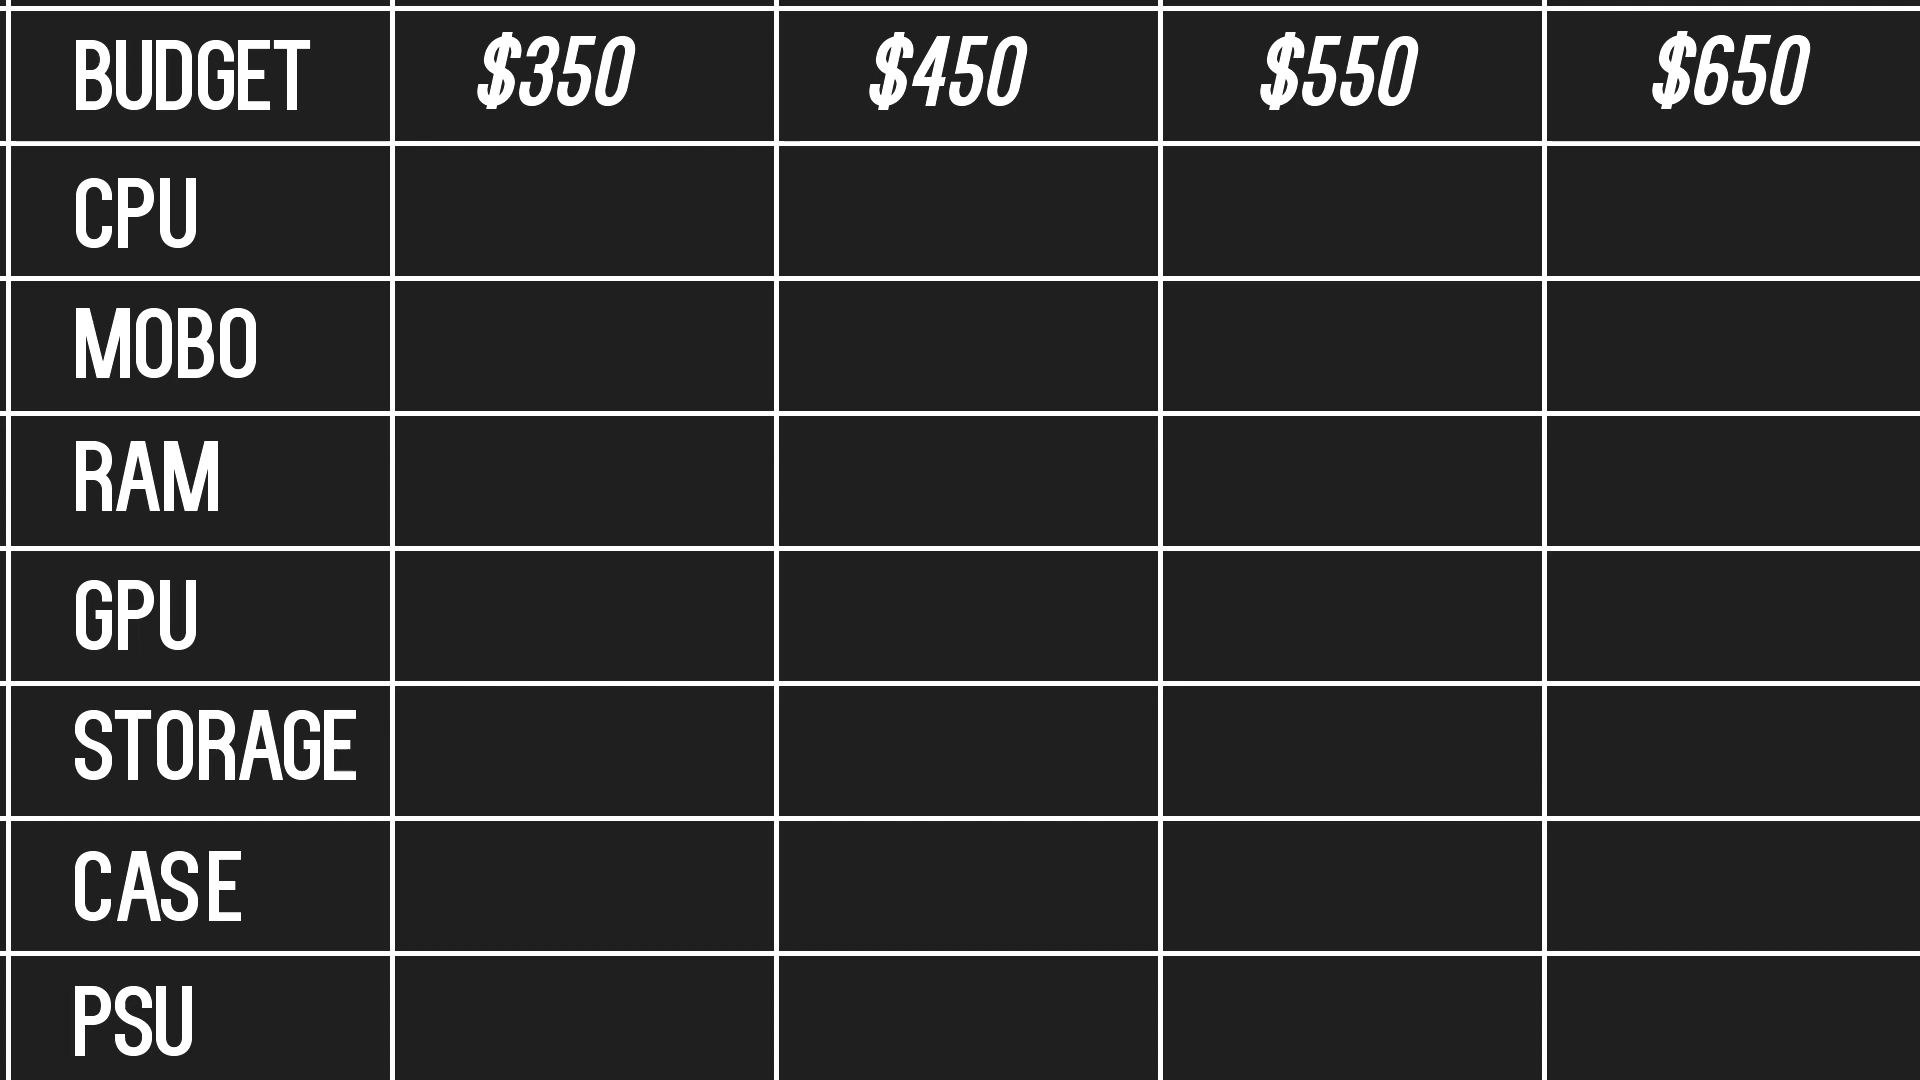 BUDGET $350 $450 $550 $650
CPU
MOBO
RAM
GPU
STORAGE
CASE
PSU